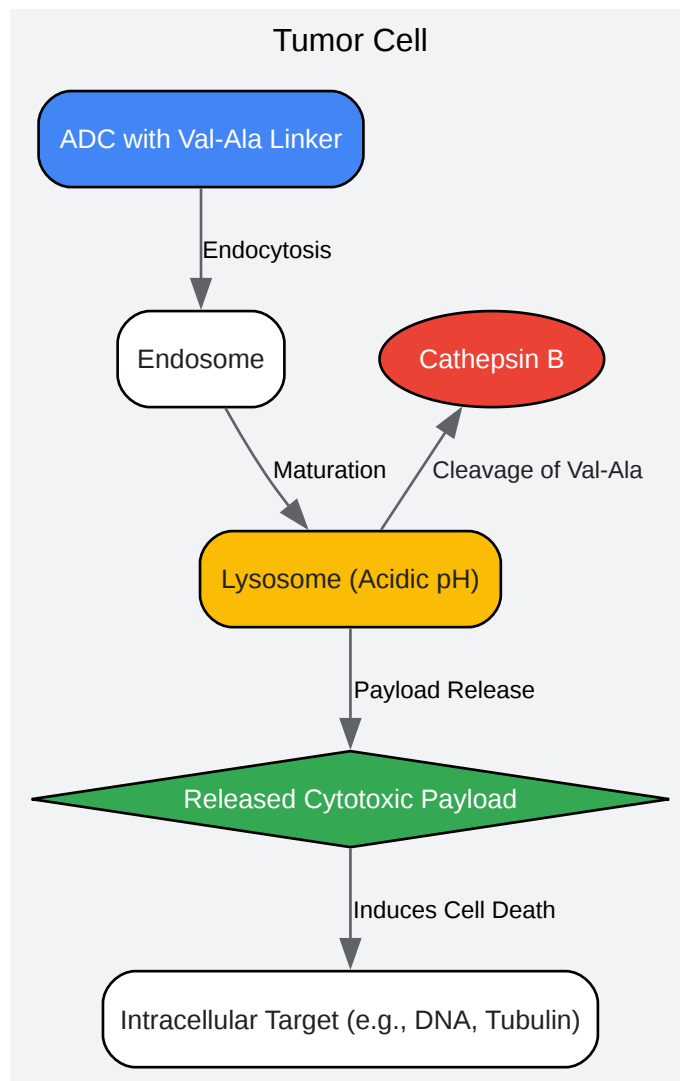 Tumor Cell
ADC with Val-Ala Linker
Endocytosis
Endosome
Cathepsin B
Maturation
Cleavage of Val-Ala
Lysosome (Acidic pH)
Payload Release
Released Cytotoxic Payload
Induces Cell Death
Intracellular Target (e.g., DNA, Tubulin)